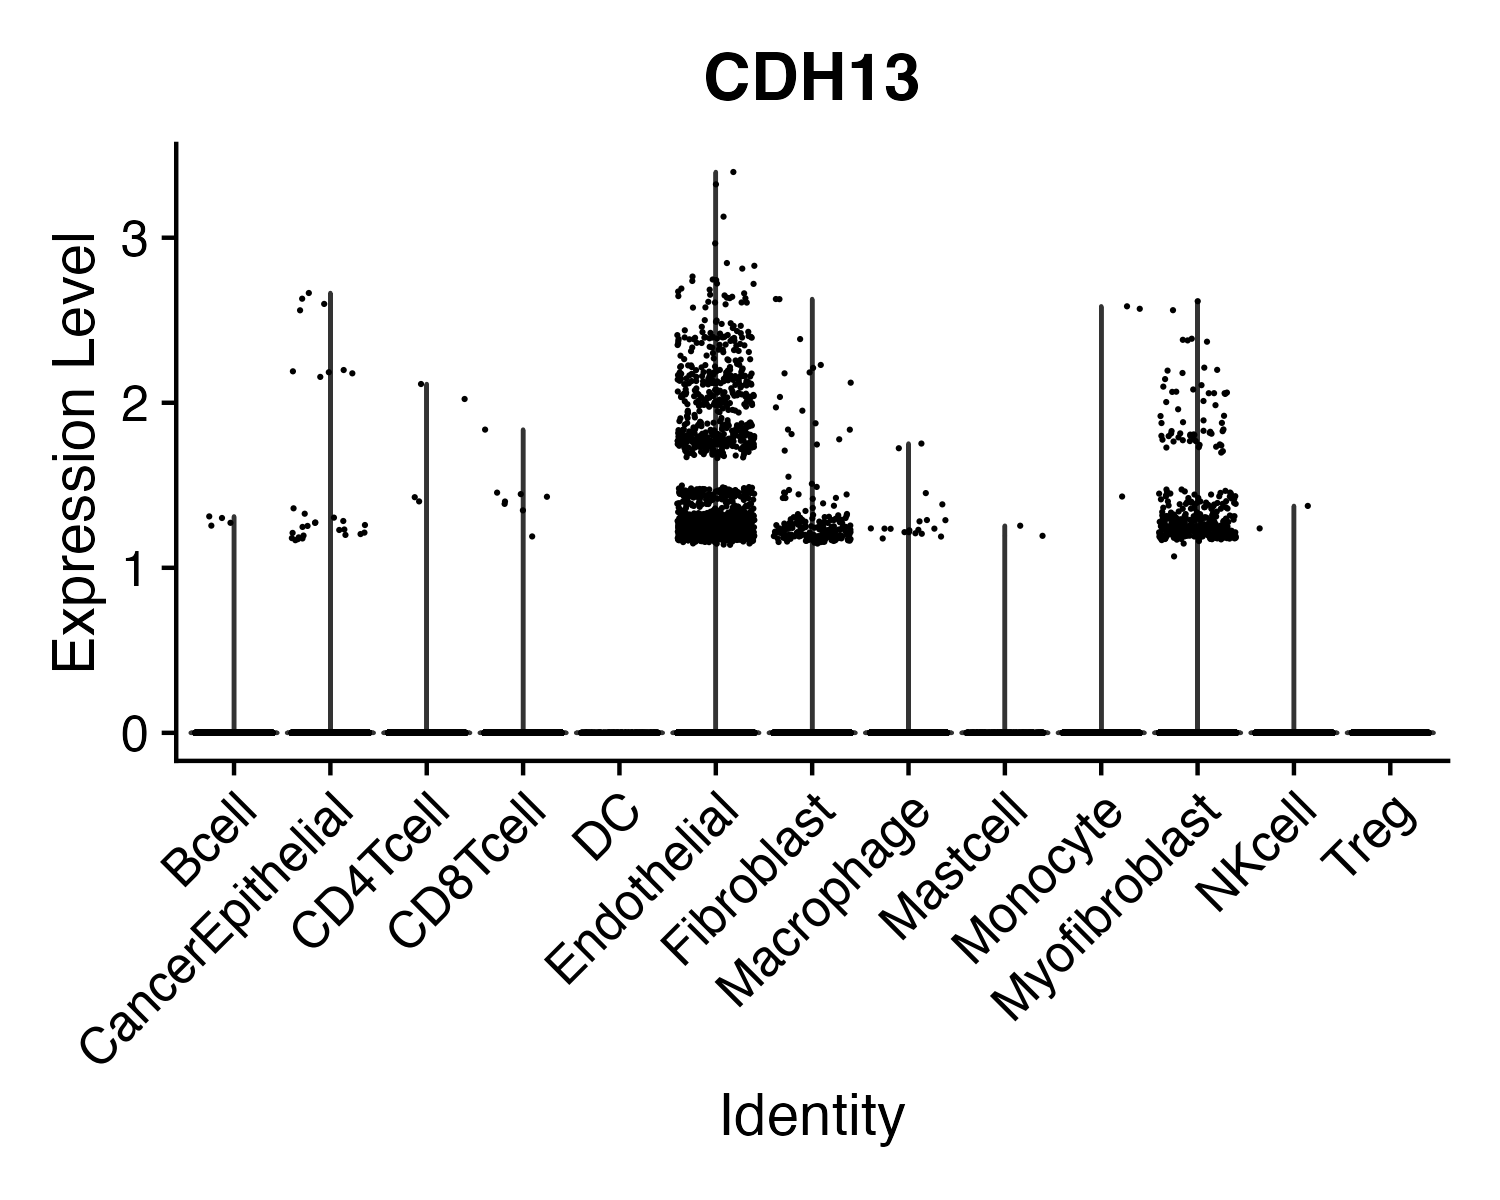 CDH13
Expression Level
3
2
1
0
Bcell
CancerEpithelial
CD4Tcell
CD8Tcell
DC
Endothelial
Fibroblast
Macrophage
Mastcell
Monocyte
Myofibroblast
NKcell
Treg
Identity